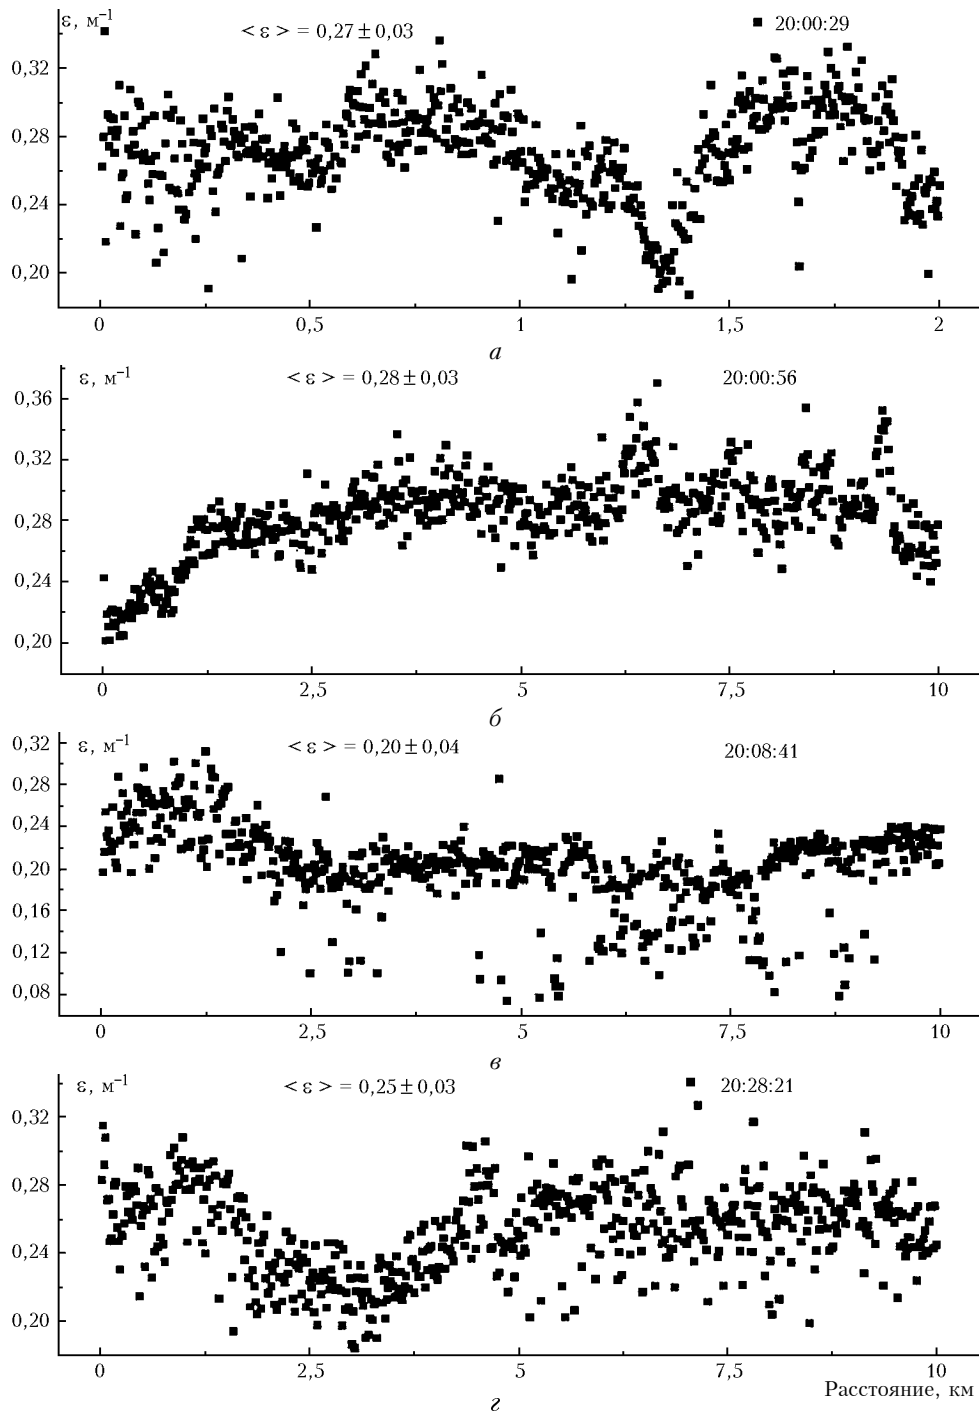 ε, м⁻¹
<ε> = 0,27±0,03
20:00:29
0,32
0,28
0,24
0,20
0 0,5 1 1,5 2
а
ε, м⁻¹
<ε> = 0,28±0,03
20:00:56
0,36
0,32
0,28
0,24
0,20
0 2,5 5 7,5 10
б
ε, м⁻¹
<ε> = 0,20±0,04
20:08:41
0,32
0,28
0,24
0,20
0,16
0,12
0,08
0 2,5 5 7,5 10
в
ε, м⁻¹
<ε> = 0,25±0,03
20:28:21
0,32
0,28
0,24
0,20
0 2,5 5 7,5 10
Расстояние, км
г